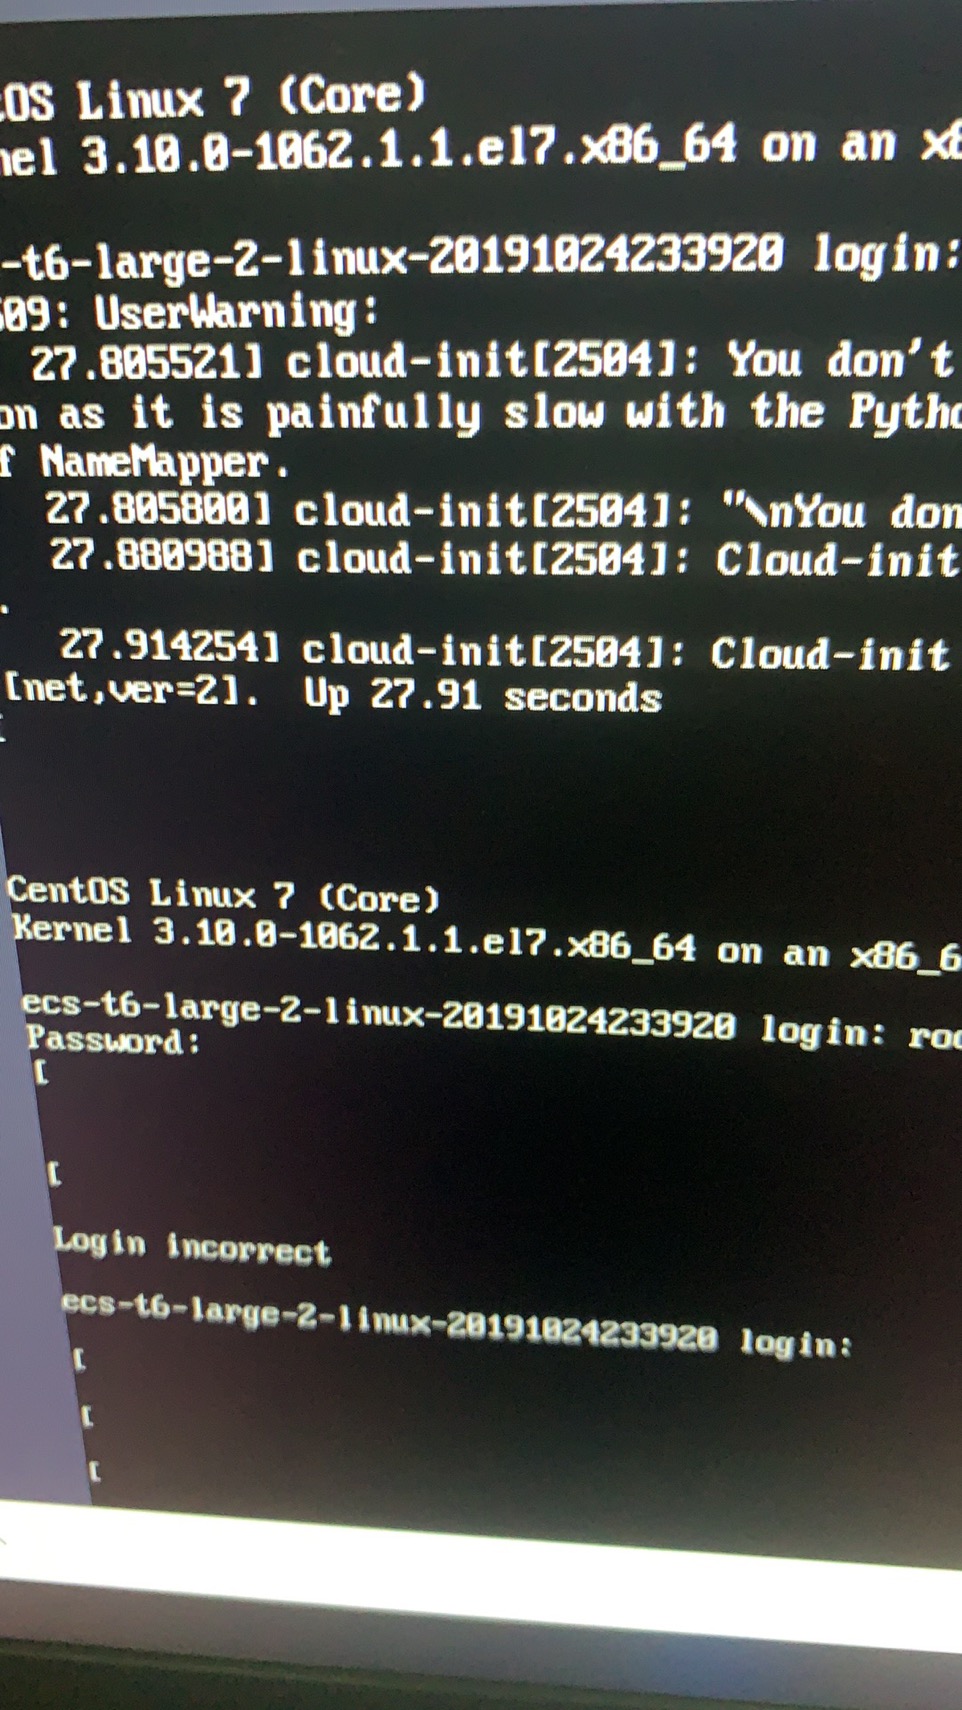 OS Linux 7 (Core)
3.10.0-1062.1.1.el7.x86_64 on an
-t6-large-2-linux-20191024233920 login:
09: UserWarning:
27.805521] cloud-init[2504]: You don't
on as it is painfully slow with the
NameMapper.
27.805800] cloud-init[2504]: "\nYou don
27.880988] cloud-init[2504]: Cloud-init
.
27.914254] cloud-init[2504]: Cloud-init
[net,ver=2]. Up 27.91 seconds
[
CentOS Linux 7 (Core)
Kernel 3.10.0-1062.1.1.el7.x86_64 on an x86_6
ecs-t6-large-2-linux-20191024233920 login: roo
Password:
[
[
Login incorrect
ecs-t6-large-2-linux-20191024233920 login:
[
[
[